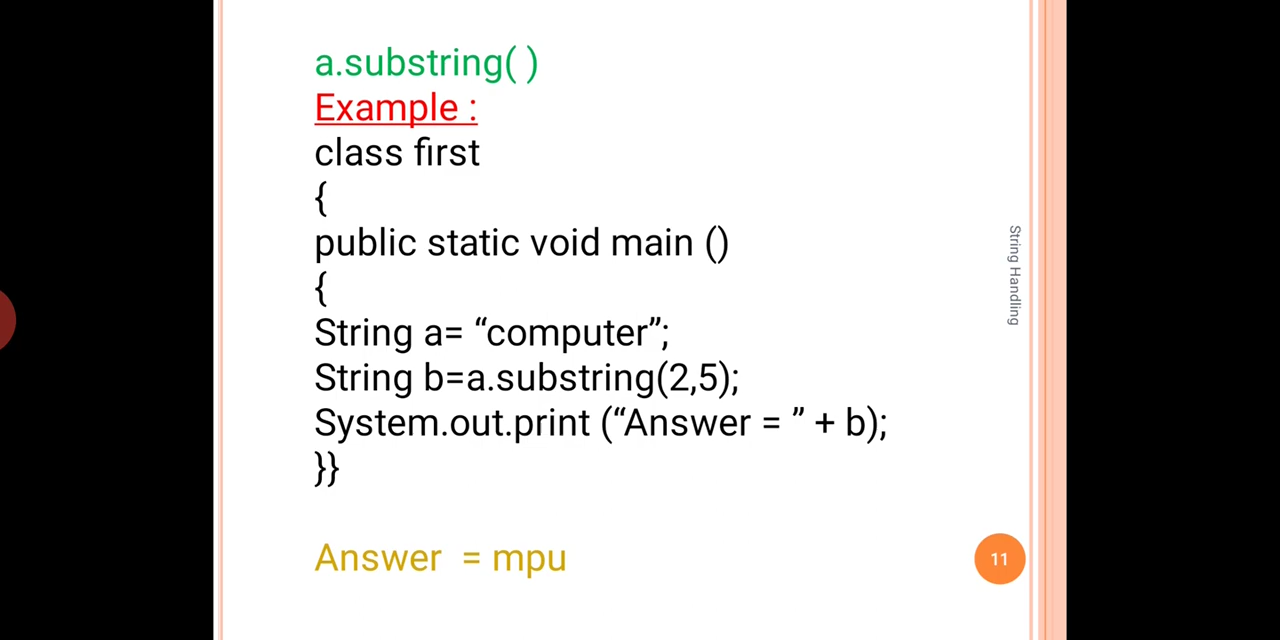 a.substring( )
Example :
class first
{
public static void main ()
{
String a= “computer”;
String b=a.substring(2,5);
System.out.print (“Answer = ” + b);
}}
Answer  = mpu
String Handling
11